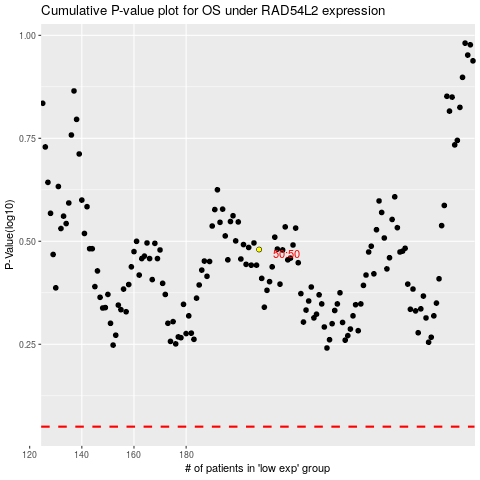 Cumulative P-value plot for OS under RAD54L2 expression
1.00
0.75
0.50
0.25
P-Value(log10)
50:50
120 140 160 180
# of patients in 'low exp' group